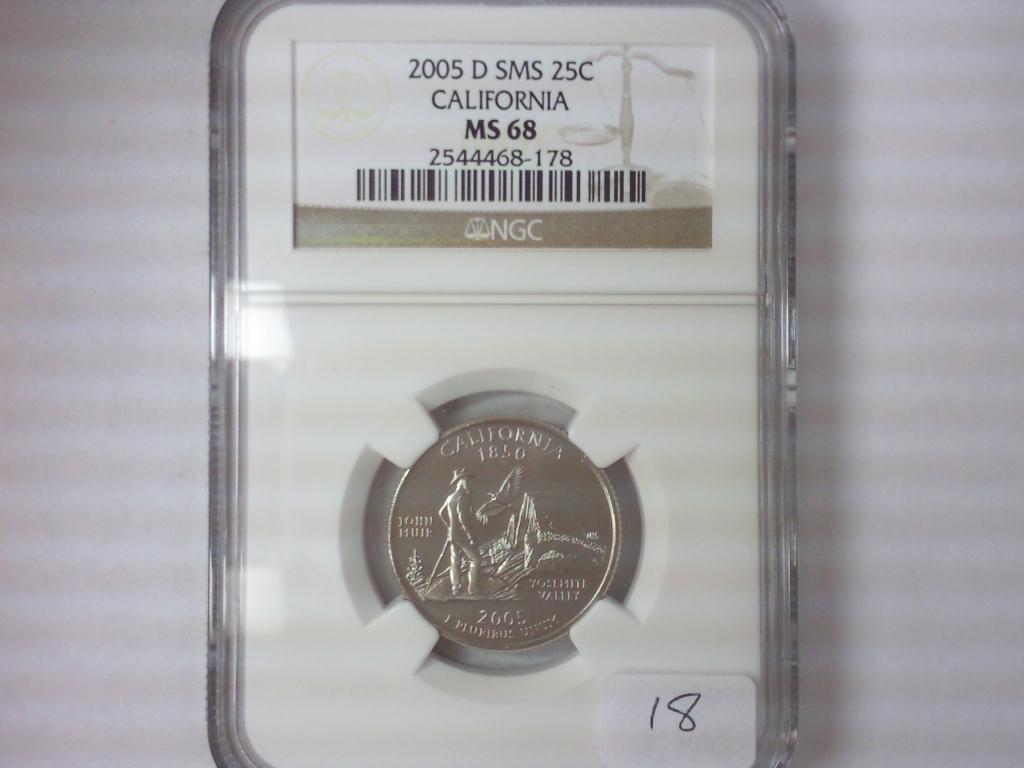 2005 D SMS 25C
CALIFORNIA
MS 68
2544468-178
NGC
CALIFORNIA
1850
JOHN
MUIR
YOSEMITE
VALLEY
2005
E PLURIBUS UNUM
18